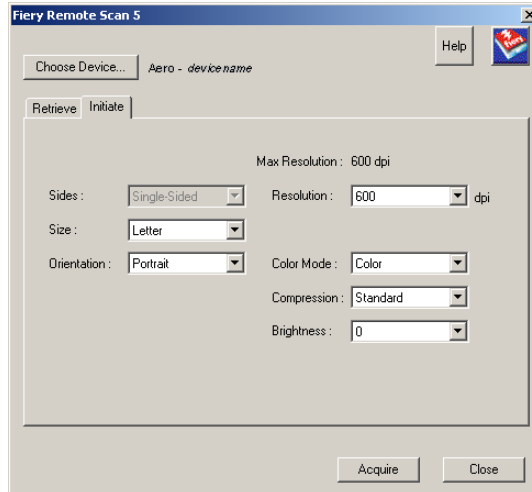 Fiery Remote Scan 5
Help
fiery
Choose Device... Aero - devicename
Retrieve Initiate
Max Resolution : 600 dpi
Sides : Single-Sided Resolution : 600 dpi
Size : Letter
Orientation : Portrait Color Mode : Color
Compression : Standard
Brightness : 0
Acquire Close